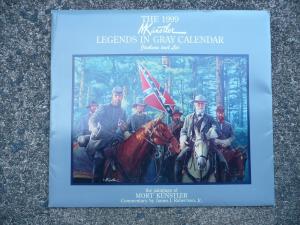 THE 1999
MKünstler
LEGENDS IN GRAY CALENDAR
Jackson and Lee
the paintings of
MORT KÜNSTLER
Commentary by James I. Robertson, Jr.